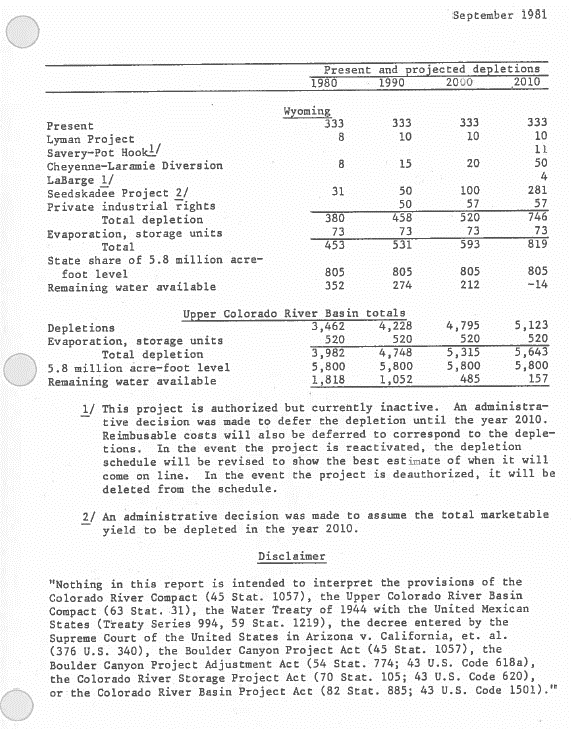 September 1981
Present and projected depletions
1980 1990 2000 2010
Wyoming
Present 333 333 333 333
Lyman Project 8 10 10 10
Savery-Pot Hook1/ 11
Cheyenne-Laramie Diversion 8 15 20 50
LaBarge 1/ 4
Seedskadee Project 2/ 31 50 100 281
Private industrial rights 50 57 57
Total depletion 380 458 520 746
Evaporation, storage units 73 73 73 73
Total 453 531 593 819
State share of 5.8 million acre-
foot level 805 805 805 805
Remaining water available 352 274 212 -14
Upper Colorado River Basin totals
Depletions 3,462 4,228 4,795 5,123
Evaporation, storage units 520 520 520 520
Total depletion 3,982 4,748 5,315 5,643
5.8 million acre-foot level 5,800 5,800 5,800 5,800
Remaining water available 1,818 1,052 485 157
1/ This project is authorized but currently inactive. An administra-
tive decision was made to defer the depletion until the year 2010.
Reimbusable costs will also be deferred to correspond to the deple-
tions. In the event the project is reactivated, the depletion
schedule will be revised to show the best estimate of when it will
come on line. In the event the project is deauthorized, it will be
deleted from the schedule.
2/ An administrative decision was made to assume the total marketable
yield to be depleted in the year 2010.
Disclaimer
"Nothing in this report is intended to interpret the provisions of the
Colorado River Compact (45 Stat. 1057), the Upper Colorado River Basin
Compact (63 Stat. 31), the Water Treaty of 1944 with the United Mexican
States (Treaty Series 994, 59 Stat. 1219), the decree entered by the
Supreme Court of the United States in Arizona v. California, et. al.
(376 U.S. 340), the Boulder Canyon Project Act (45 Stat. 1057), the
Boulder Canyon Project Adjustment Act (54 Stat. 774; 43 U.S. Code 618a),
the Colorado River Storage Project Act (70 Stat. 105; 43 U.S. Code 620),
or the Colorado River Basin Project Act (82 Stat. 885; 43 U.S. Code 1501)."